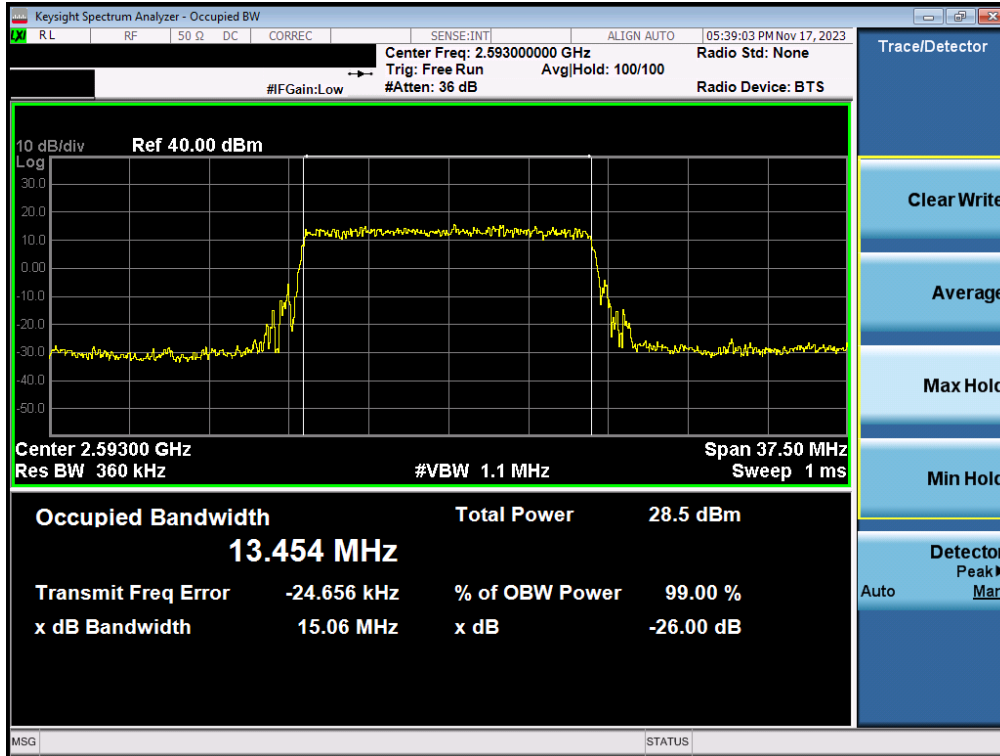 Keysight Spectrum Analyzer - Occupied BW
LXI RL RF 50 Ω DC CORREC SENSE:INT ALIGN AUTO 05:39:03 PM Nov 17, 2023
Center Freq: 2.593000000 GHz Radio Std: None
Trig: Free Run Avg|Hold: 100/100
#IFGain:Low #Atten: 36 dB Radio Device: BTS
Trace/Detector
10 dB/div Ref 40.00 dBm
Log
30.0
20.0
10.0
0.00
-10.0
-20.0
-30.0
-40.0
-50.0
Center 2.59300 GHz Span 37.50 MHz
Res BW 360 kHz #VBW 1.1 MHz Sweep 1 ms
Occupied Bandwidth Total Power 28.5 dBm
13.454 MHz
Transmit Freq Error -24.656 kHz % of OBW Power 99.00 %
x dB Bandwidth 15.06 MHz x dB -26.00 dB
Clear Write
Average
Max Hold
Min Hold
Detector
Peak
Auto Man
MSG STATUS